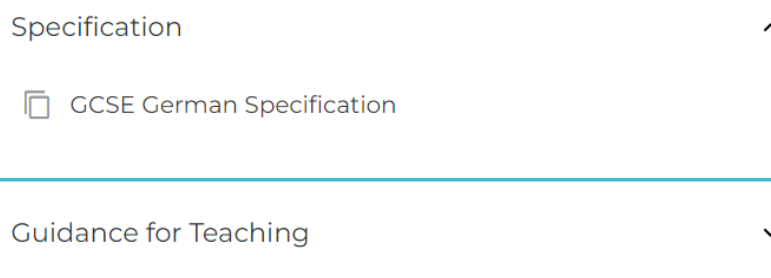 Specification
GCSE German Specification
Guidance for Teaching